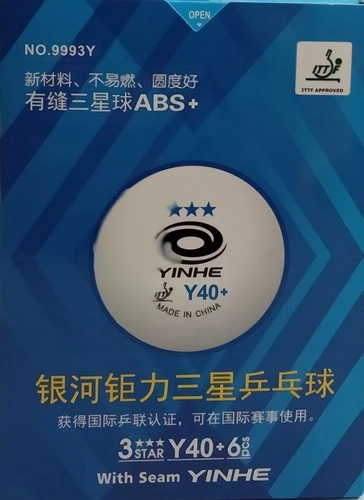 OPEN
NO.9993Y
新材料、不易燃、圆度好
有缝三星球ABS+
ITTF
ITTF APPROVED
YINHE
Y40+
MADE IN CHINA
银河钜力三星乒乓球
获得国际乒联认证，可在国际赛事使用。
3 STAR Y40+ 6pcs
With Seam YINHE